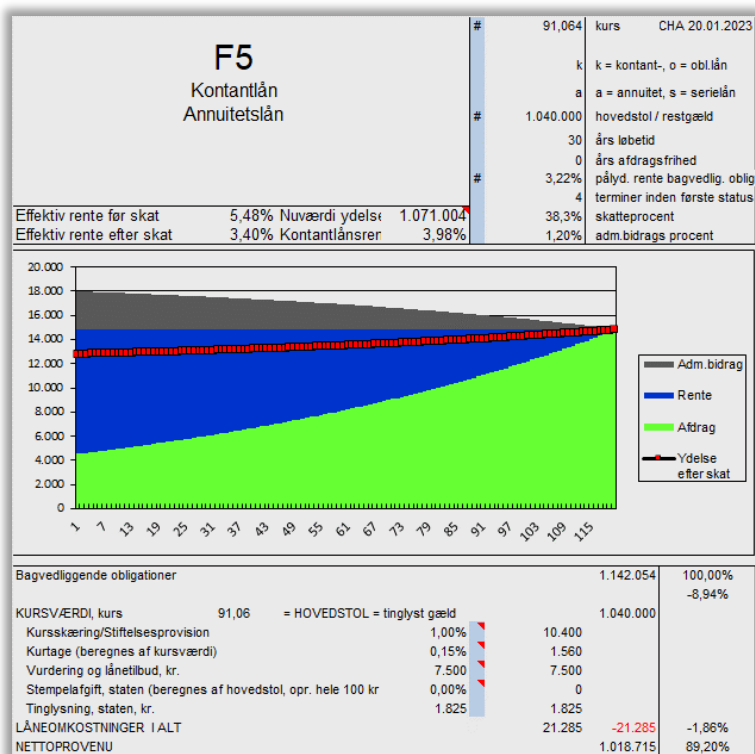 # 91,064 kurs CHA 20.01.2023
F5
Kontantlån
Annuitetslån
k k = kontant-, o = obl.lån
a a = annuitet, s = serielån
# 1.040.000 hovedstol / restgæld
30 års løbetid
0 års afdragsfrihed
# 3,22% pålyd. rente bagvedlig. oblig
4 terminer inden første status
Effektiv rente før skat 5,48% Nuværdi ydelse 1.071.004 38,3% skatteprocent
Effektiv rente efter skat 3,40% Kontantlånsren 3,98% 1,20% adm.bidrags procent
20.000
18.000
16.000
14.000
12.000
10.000
8.000
6.000
4.000
2.000
0
1 7 13 19 25 31 37 43 49 55 61 67 73 79 85 91 97 103 109 115
Adm.bidrag
Rente
Afdrag
Ydelse
efter skat
Bagvedliggende obligationer 1.142.054 100,00%
-8,94%
KURSVÆRDI, kurs 91,06 = HOVEDSTOL = tinglyst gæld 1.040.000
Kursskæring/Stiftelsesprovision 1,00% 10.400
Kurtage (beregnes af kursværdi) 0,15% 1.560
Vurdering og lånetilbud, kr. 7.500 7.500
Stempelafgift, staten (beregnes af hovedstol, opr. hele 100 kr 0,00% 0
Tinglysning, staten, kr. 1.825 1.825
LÅNEOMKOSTNINGER I ALT 21.285 -21.285 -1,86%
NETTOPROVENU 1.018.715 89,20%